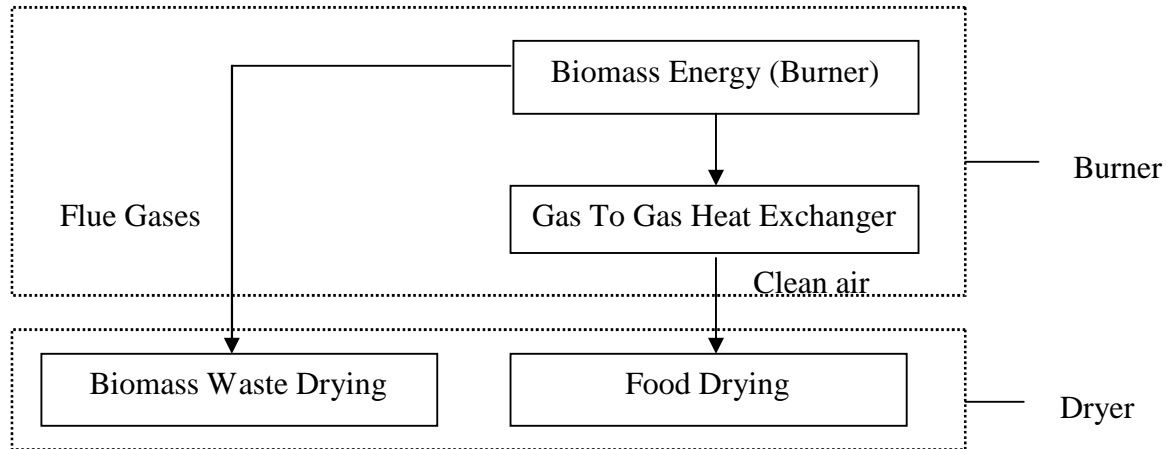 Biomass Energy (Burner)
Burner
Flue Gases
Gas To Gas Heat Exchanger
Clean air
Biomass Waste Drying
Food Drying
Dryer